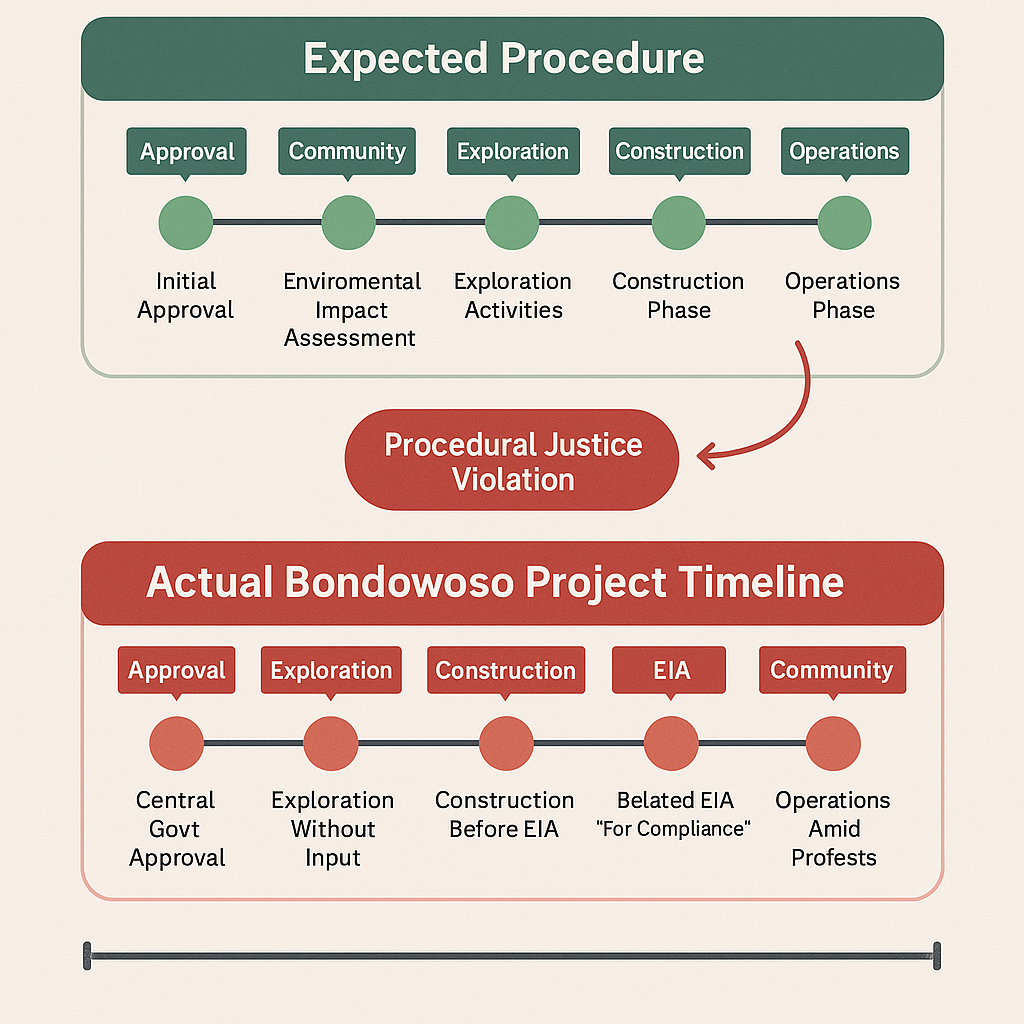 Expected Procedure
Approval
Community
Exploration
Construction
Operations
Initial
Approval
Enviromental
Impact
Assessment
Exploration
Activities
Construction
Phase
Operations
Phase
Procedural Justice
Violation
Actual Bondowoso Project Timeline
Approval
Exploration
Construction
EIA
Community
Central
Govt
Approval
Exploration
Without
Input
Construction
Before EIA
Belated EIA
"For Compliance"
Operations
Amid
Profests